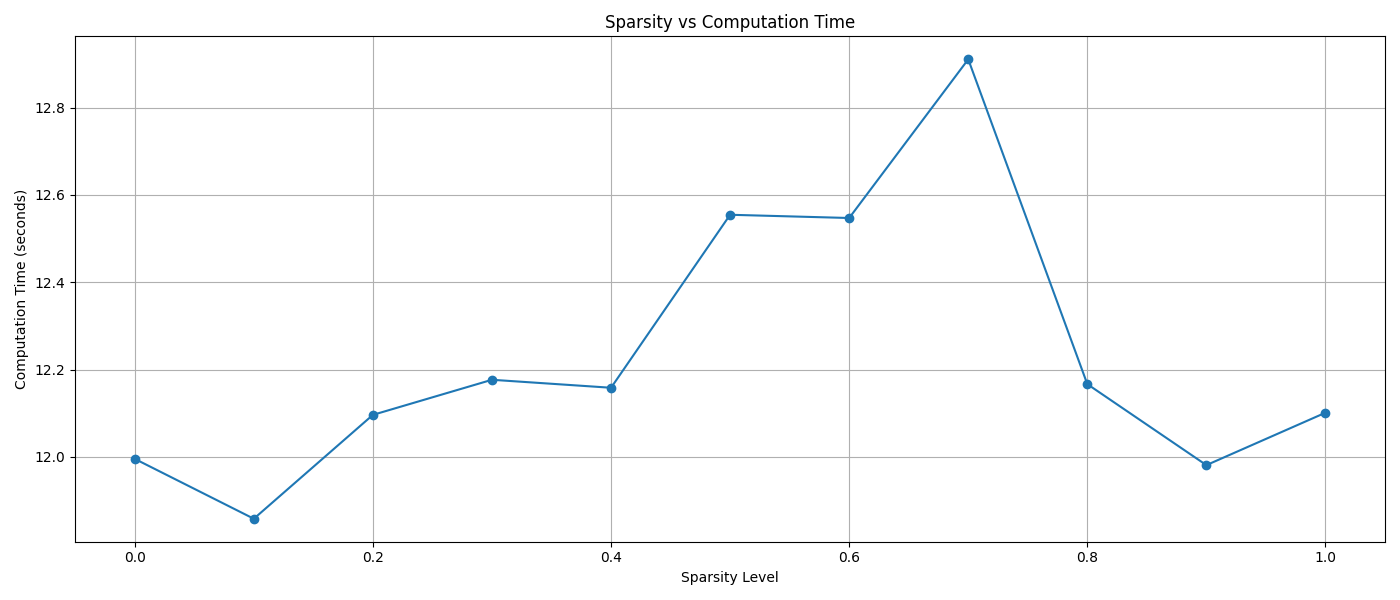 Sparsity vs Computation Time
Computation Time (seconds)
12.8
12.6
12.4
12.2
12.0
0.0 0.2 0.4 0.6 0.8 1.0
Sparsity Level